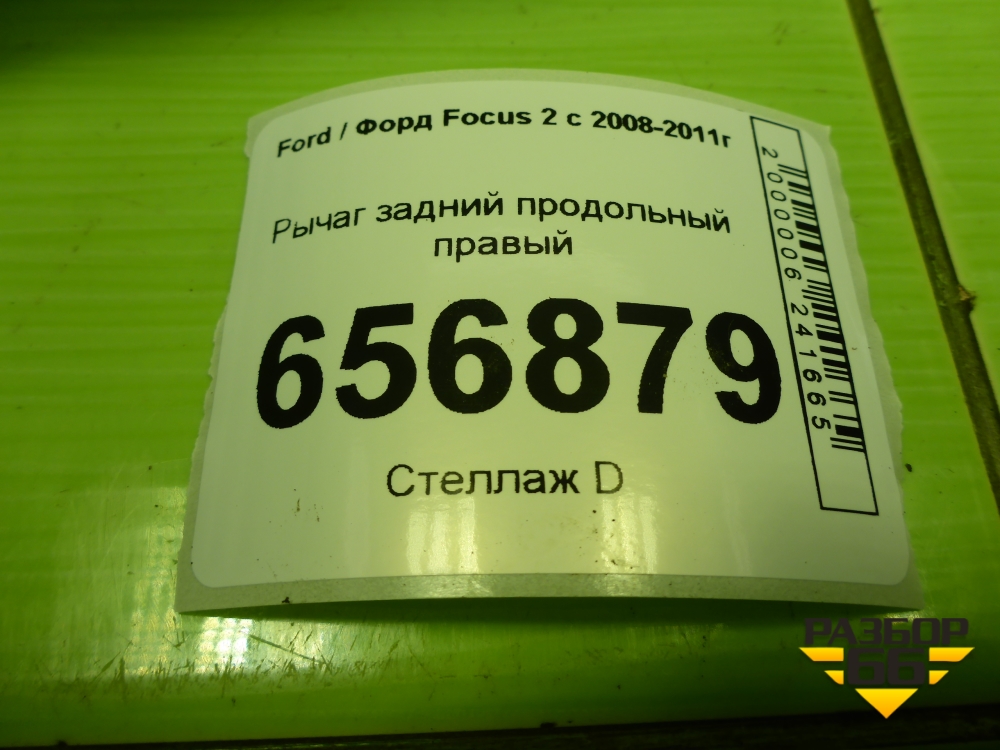 Ford / Форд Focus 2 с 2008-2011г
Рычаг задний продольный
правый
656879
Стеллаж D
2000006241665
РАЗБОР
66